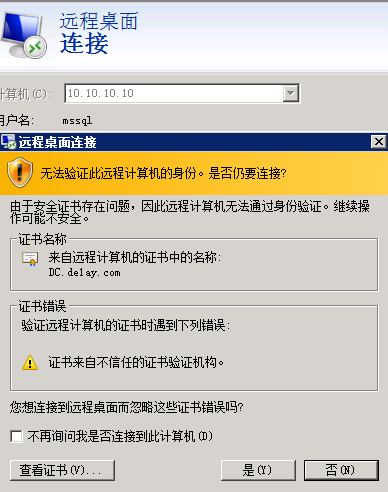 远程桌面
连接
计算机(C):
10.10.10.10
用户名:
mssql
远程桌面连接
无法验证此远程计算机的身份。是否仍要连接?
由于安全证书存在问题，因此远程计算机无法通过身份验证。继续操
作可能不安全。
证书名称
来自远程计算机的证书中的名称:
DC.delay.com
证书错误
验证远程计算机的证书时遇到下列错误:
证书来自不信任的证书验证机构。
您想连接到远程桌面而忽略这些证书错误吗?
不再询问我是否连接到此计算机(D)
查看证书(V)...
是(Y)
否(N)